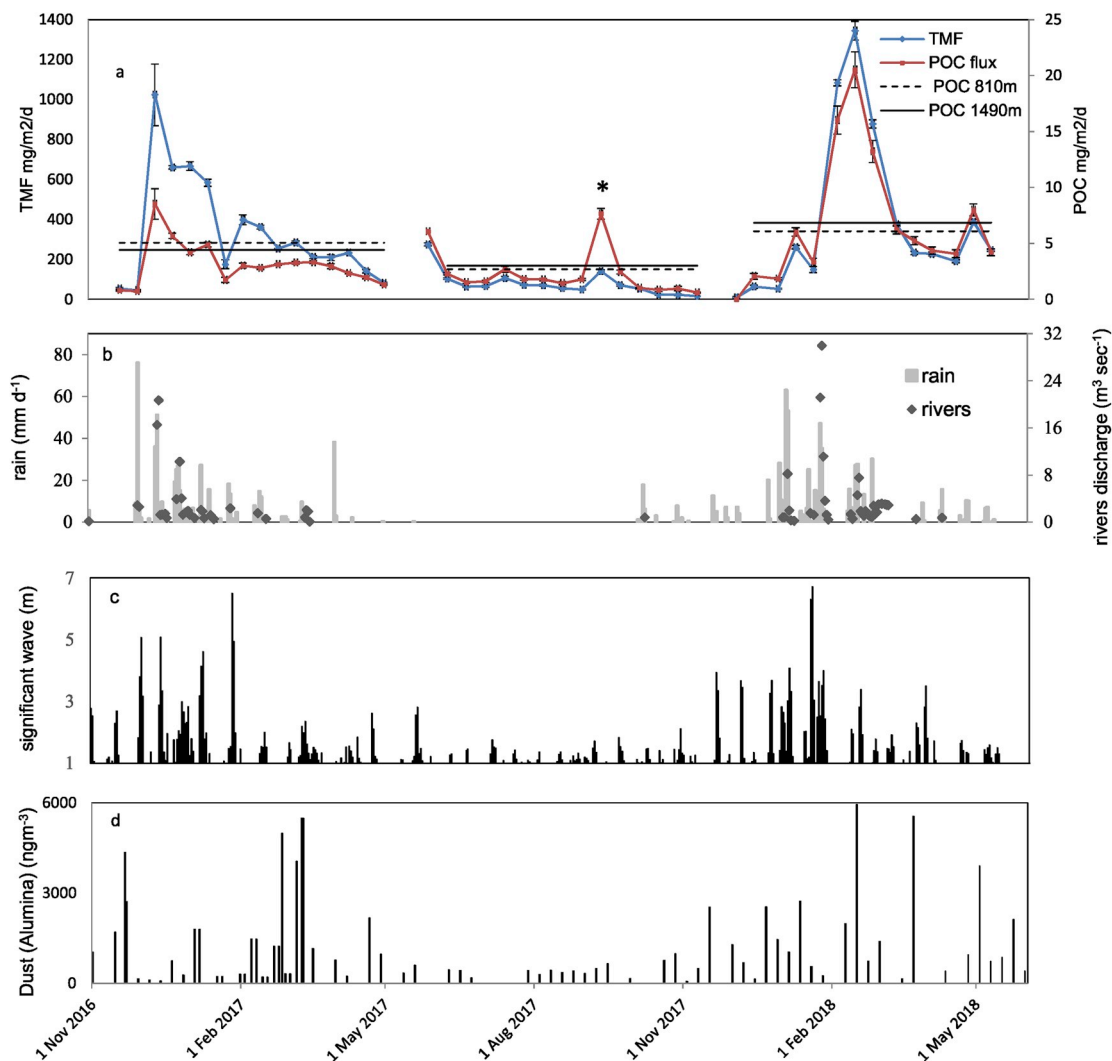 1400
1200
1000
800
600
400
200
0
TMF mg/m2/d
a
*
TMF
POC flux
POC 810m
POC 1490m
25
20
15
10
5
0
POC mg/m2/d
80
60
40
20
0
rain (mm d-1)
b
rain
rivers
32
24
16
8
0
rivers discharge (m3 sec-1)
7
5
3
1
significant wave (m)
c
6000
3000
0
Dust (Alumina) (ngm-3)
d
1 Nov 2016
1 Feb 2017
1 May 2017
1 Aug 2017
1 Nov 2017
1 Feb 2018
1 May 2018